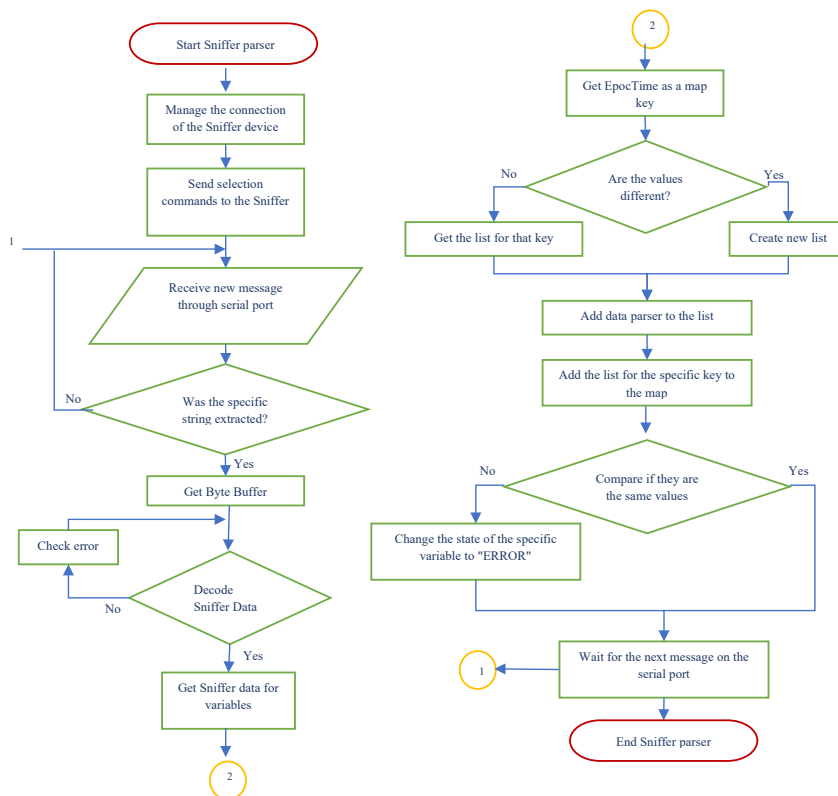 Start Sniffer parser
Manage the connection
of the Sniffer device
Send selection
commands to the Sniffer
1
Receive new message
through serial port
No
Was the specific
string extracted?
Yes
Get Byte Buffer
Check error
Decode
Sniffer Data
No
Yes
Get Sniffer data for
variables
2
2
Get EpocTime as a map
key
No
Are the values
different?
Yes
Get the list for that key
Create new list
Add data parser to the list
Add the list for the specific key to
the map
No
Compare if they are
the same values
Yes
Change the state of the specific
variable to "ERROR"
1
Wait for the next message on the
serial port
End Sniffer parser